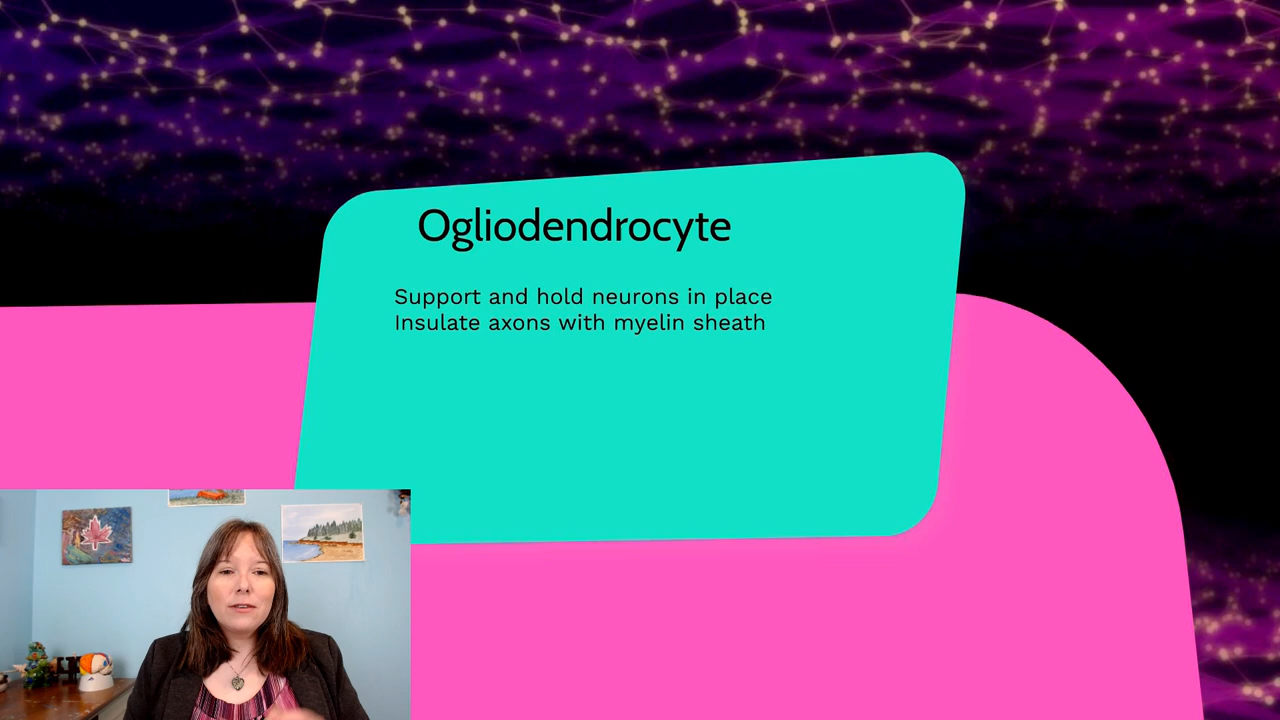 Ogliodendrocyte
Support and hold neurons in place
Insulate axons with myelin sheath